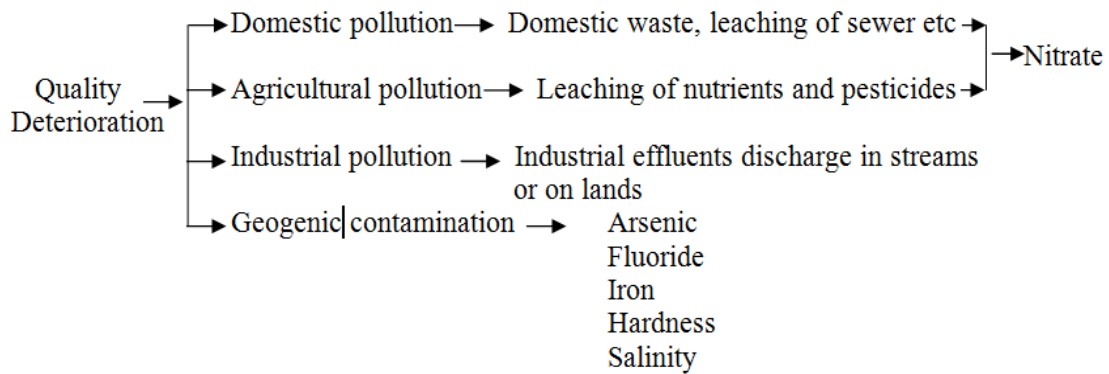 Domestic pollution Domestic waste, leaching of sewer etc
Nitrate
Quality
Deterioration
Agricultural pollution Leaching of nutrients and pesticides
Industrial pollution Industrial effluents discharge in streams
or on lands
Geogenic contamination Arsenic
Fluoride
Iron
Hardness
Salinity